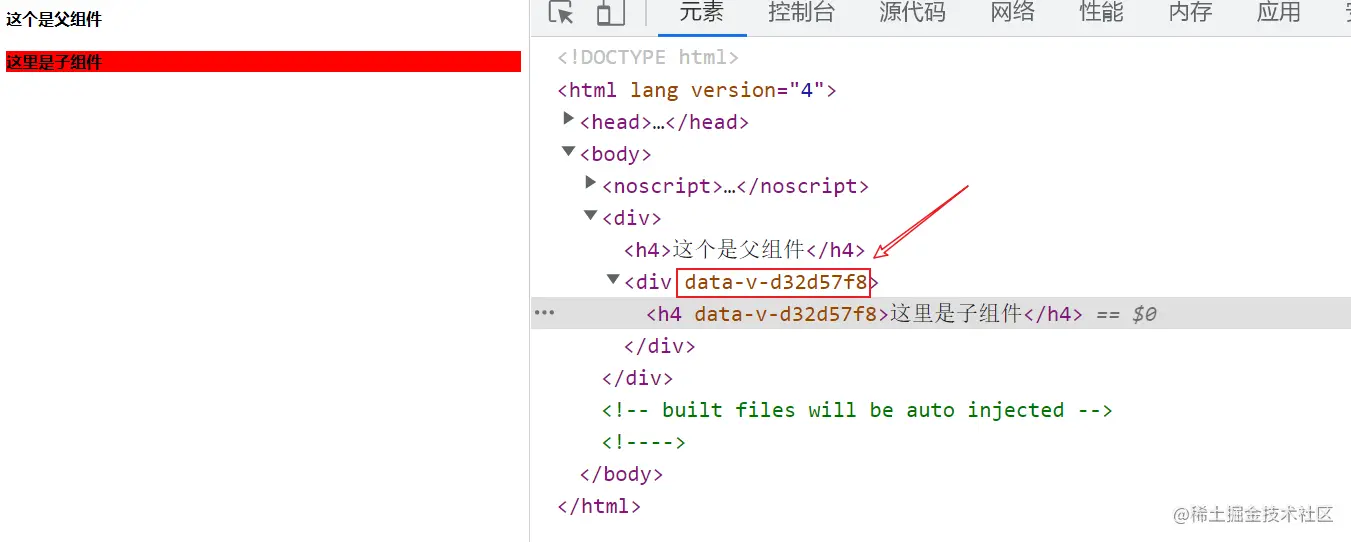 这个是父组件
这里是子组件
元素 控制台 源代码 网络 性能 内存 应用
<!DOCTYPE html>
<html lang version="4">
<head>…</head>
<body>
<noscript>…</noscript>
<div>
<h4>这个是父组件</h4>
<div data-v-d32d57f8>
<h4 data-v-d32d57f8>这里是子组件</h4> == $0
</div>
</div>
<!-- built files will be auto injected -->
<!---->
</body>
</html>
@稀土掘金技术社区